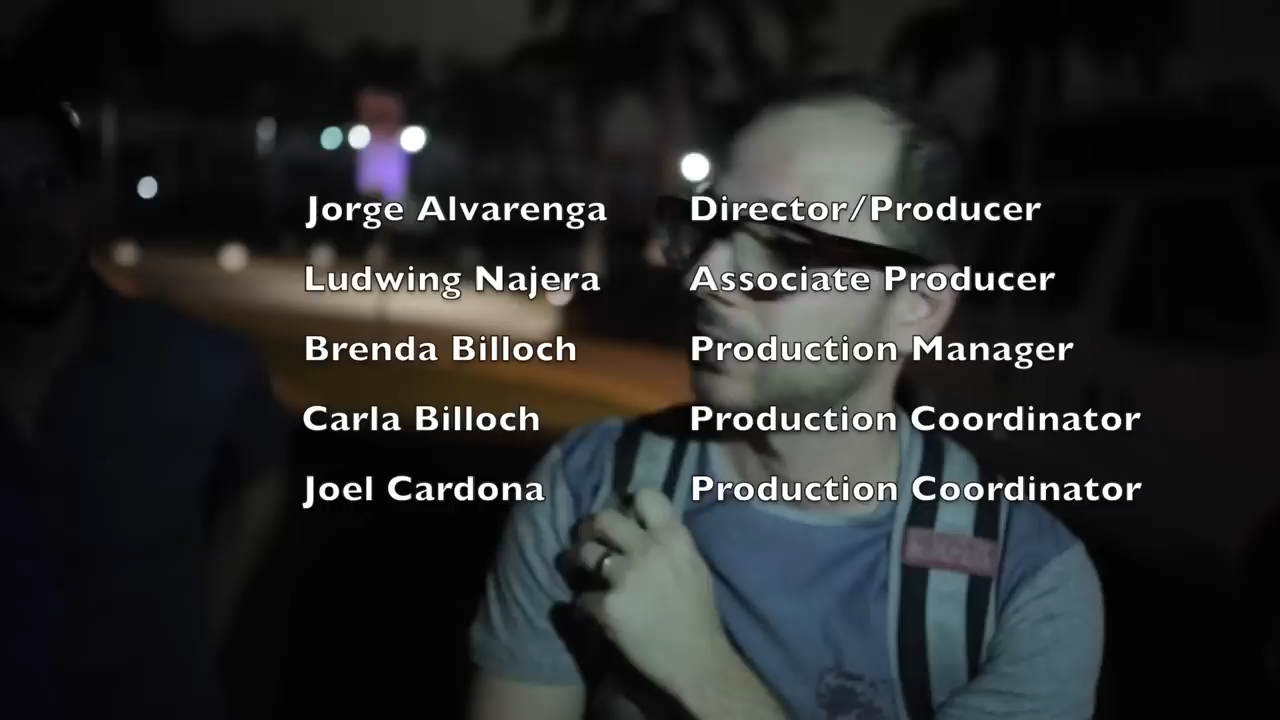 Jorge Alvarenga Director/Producer
Ludwing Najera Associate Producer
Brenda Billoch Production Manager
Carla Billoch Production Coordinator
Joel Cardona Production Coordinator